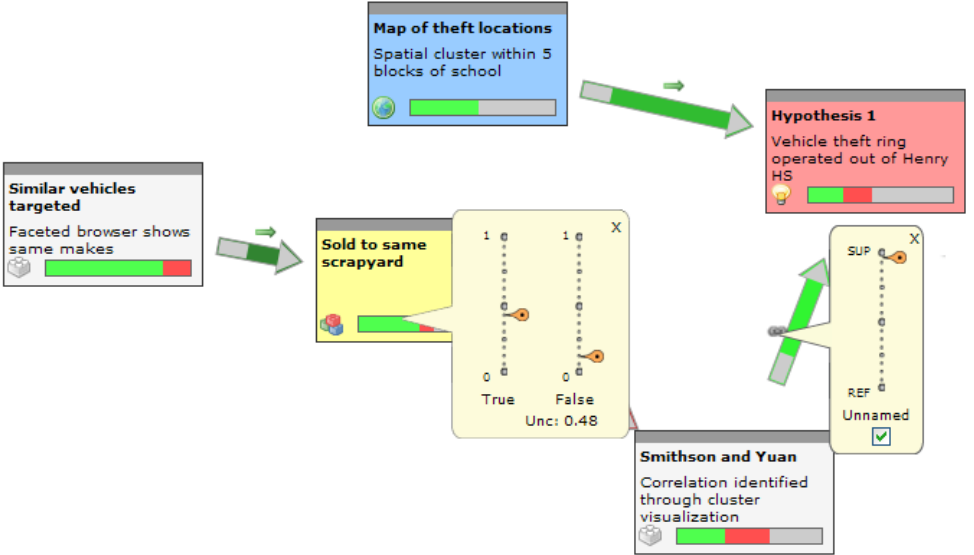 Map of theft locations
Spatial cluster within 5
blocks of school
Hypothesis 1
Vehicle theft ring
operated out of Henry
HS
Similar vehicles
targeted
Faceted browser shows
same makes
Sold to same
scrapyard
X
1
1
0
0
True
False
Unc: 0.48
X
SUP
REF
Unnamed
Smithson and Yuan
Correlation identified
through cluster
visualization